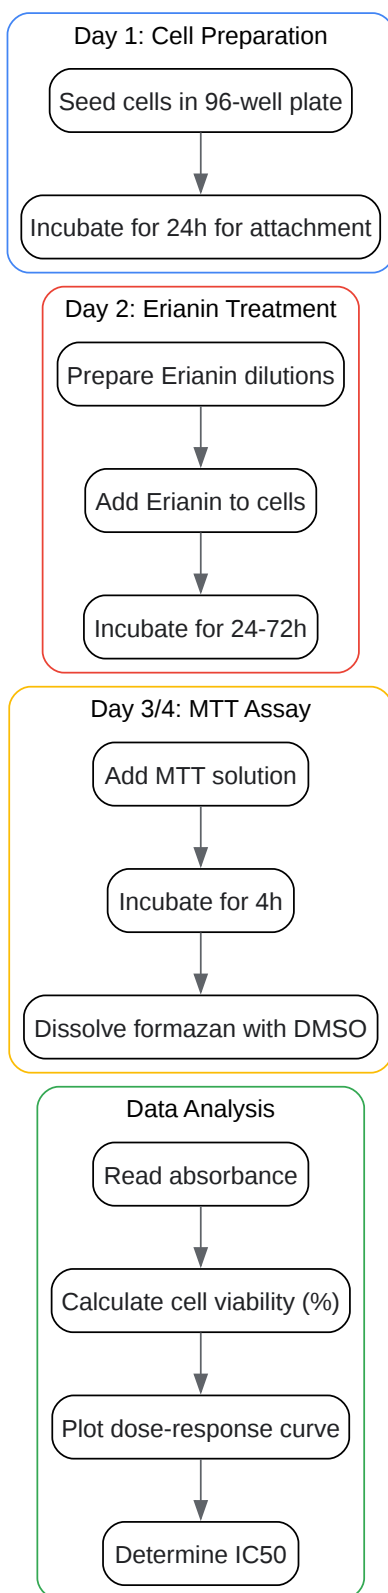 Day 1: Cell Preparation
Seed cells in 96-well plate
Incubate for 24h for attachment
Day 2: Erianin Treatment
Prepare Erianin dilutions
Add Erianin to cells
Incubate for 24-72h
Day 3/4: MTT Assay
Add MTT solution
Incubate for 4h
Dissolve formazan with DMSO
Data Analysis
Read absorbance
Calculate cell viability (%)
Plot dose-response curve
Determine IC50